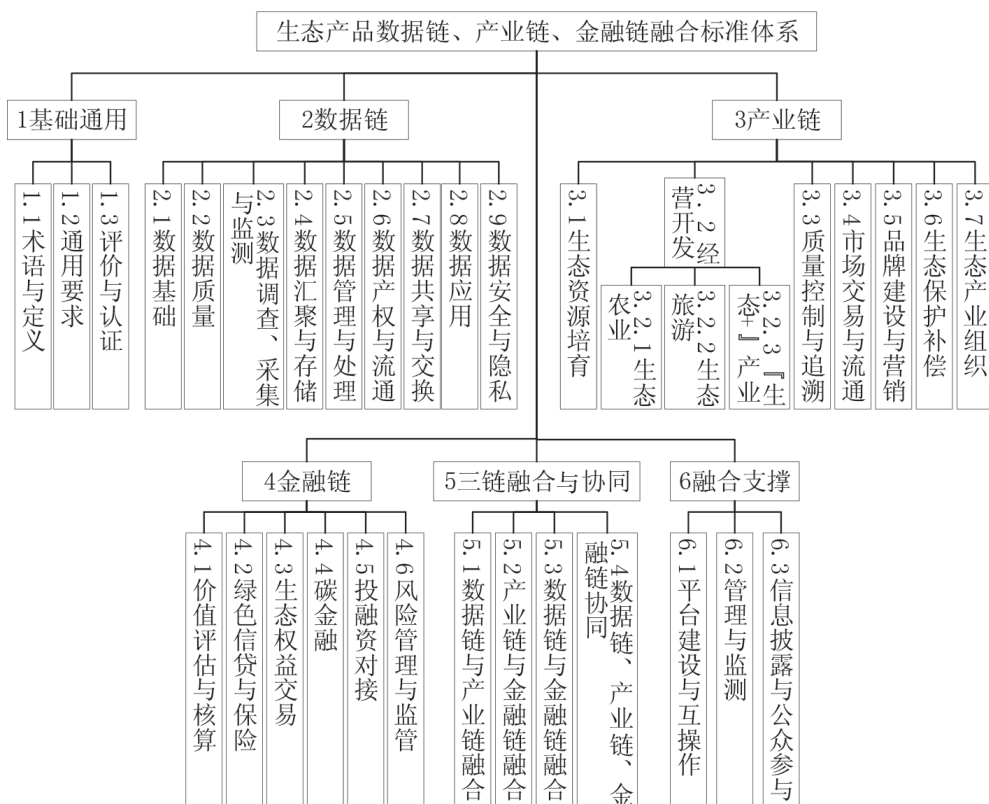 生态产品数据链、产业链、金融链融合标准体系
1基础通用
2数据链
3产业链
1.1术语与定义
1.2通用要求
1.3评价与认证
2.1数据基础
2.2数据质量
2.3数据调查、采集
与监测
2.4数据汇聚与存储
2.5数据管理与处理
2.6数据产权与流通
2.7数据共享与交换
2.8数据应用
2.9数据安全与隐私
3.1生态资源培育
3.2经
营开发
3.2.1生态
农业
3.2.2生态
旅游
3.2.3『生
态+』产业
3.3质量控制与追溯
3.4市场交易与流通
3.5品牌建设与营销
3.6生态保护补偿
3.7生态产业组织
4金融链
5三链融合与协同
6融合支撑
4.1价值评估与核算
4.2绿色信贷与保险
4.3生态权益交易
4.4碳金融
4.5投融资对接
4.6风险管理与监管
5.1数据链与产业链融合
5.2产业链与金融链融合
5.3数据链与金融链融合
5.4数据链、产业链、金
融链协同
6.1平台建设与互操作
6.2管理与监测
6.3信息披露与公众参与